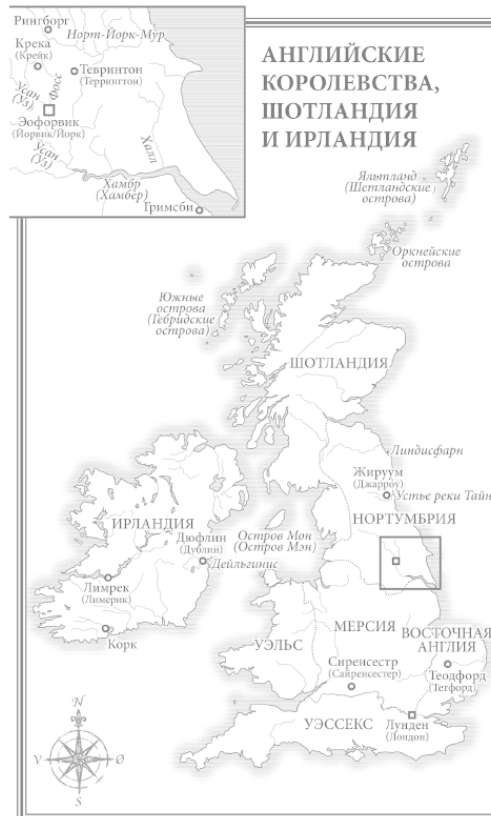 АНГЛИЙСКИЕ
КОРОЛЕВСТВА,
ШОТЛАНДИЯ
И ИРЛАНДИЯ
Рингборг
Норт-Йорк-Мур
Крека
(Крейк)
Тевринтон
(Террингтон)
Усан
(Уз)
Фосс
Эофорвик
(Йорвик/Йорк)
Усан
(Уз)
Халл
Хамбр
(Хамбер)
Гримсби
Яльтланд
(Шетландские
острова)
Оркнейские
острова
Южные
острова
(Гебридские
острова)
ШОТЛАНДИЯ
Линдисфарн
Жируум
(Джарроу)
Устье реки Тайн
НОРТУМБРИЯ
ИРЛАНДИЯ
Дюфлин
(Дублин)
Дейльгинис
Остров Мон
(Остров Мэн)
Лимрек
(Лимерик)
Корк
УЭЛЬС
МЕРСИЯ
ВОСТОЧНАЯ
АНГЛИЯ
Сиренсестр
(Сайренсестер)
Теодфорд
(Тетфорд)
УЭССЕКС
Лунден
(Лондон)
N
V
Ø
S